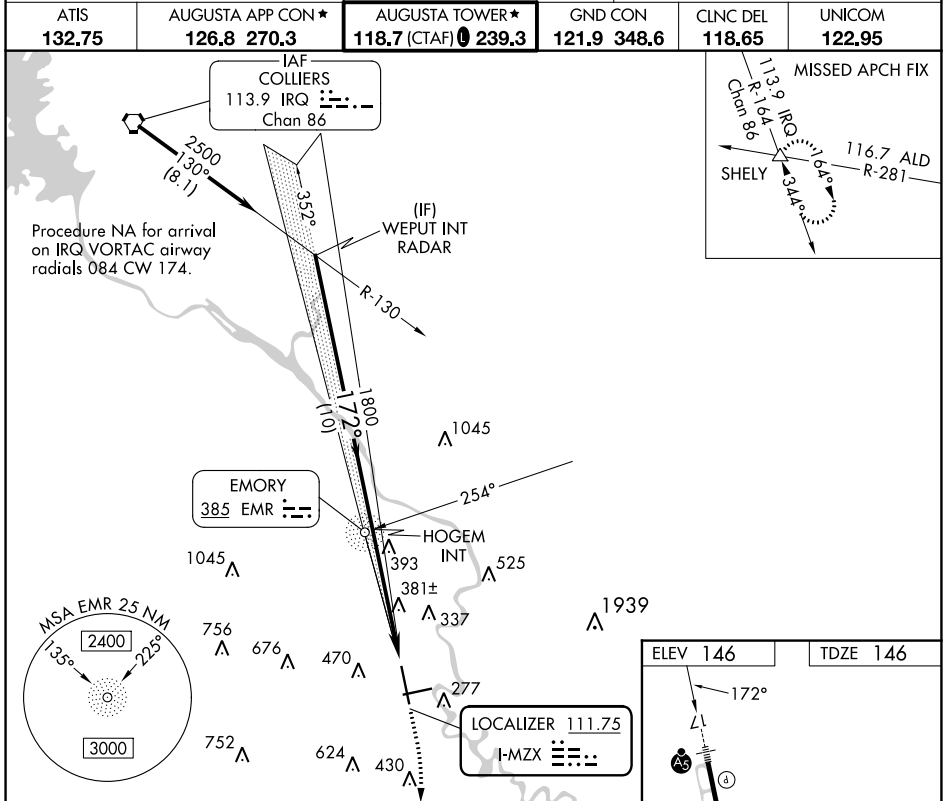 ATIS
132.75
AUGUSTA APP CON★
126.8 270.3
AUGUSTA TOWER★
118.7 (CTAF) L 239.3
GND CON
121.9 348.6
CLNC DEL
118.65
UNICOM
122.95
IAF
COLLIERS
113.9 IRQ
Chan 86
2500
130°
(8.1)
352°
(IF)
WEPUT INT
RADAR
R-130
Procedure NA for arrival
on IRQ VORTAC airway
radials 084 CW 174.
MISSED APCH FIX
113.9 IRQ
R-164
Chan 86
SHELY
164°
344°
116.7 ALD
R-281
1800
172°
(10)
1045
EMORY
385 EMR
254°
HOGEM
INT
393
525
1045
381±
337
1939
756
676
470
277
752
624
430
MSA EMR 25 NM
135°
2400
225°
3000
LOCALIZER 111.75
I-MZX
ELEV 146
TDZE 146
172°
17
A5
P